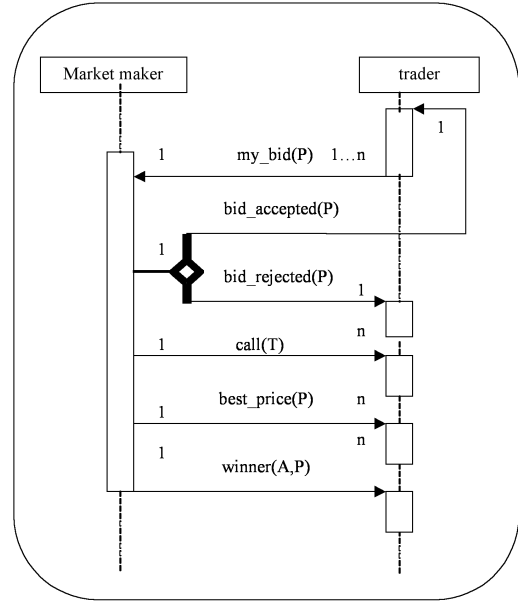 Market maker trader
1
1 my_bid(P) 1...n
bid_accepted(P)
1
bid_rejected(P) 1
n
1 call(T)
best_price(P) n
1
n
1
winner(A,P)